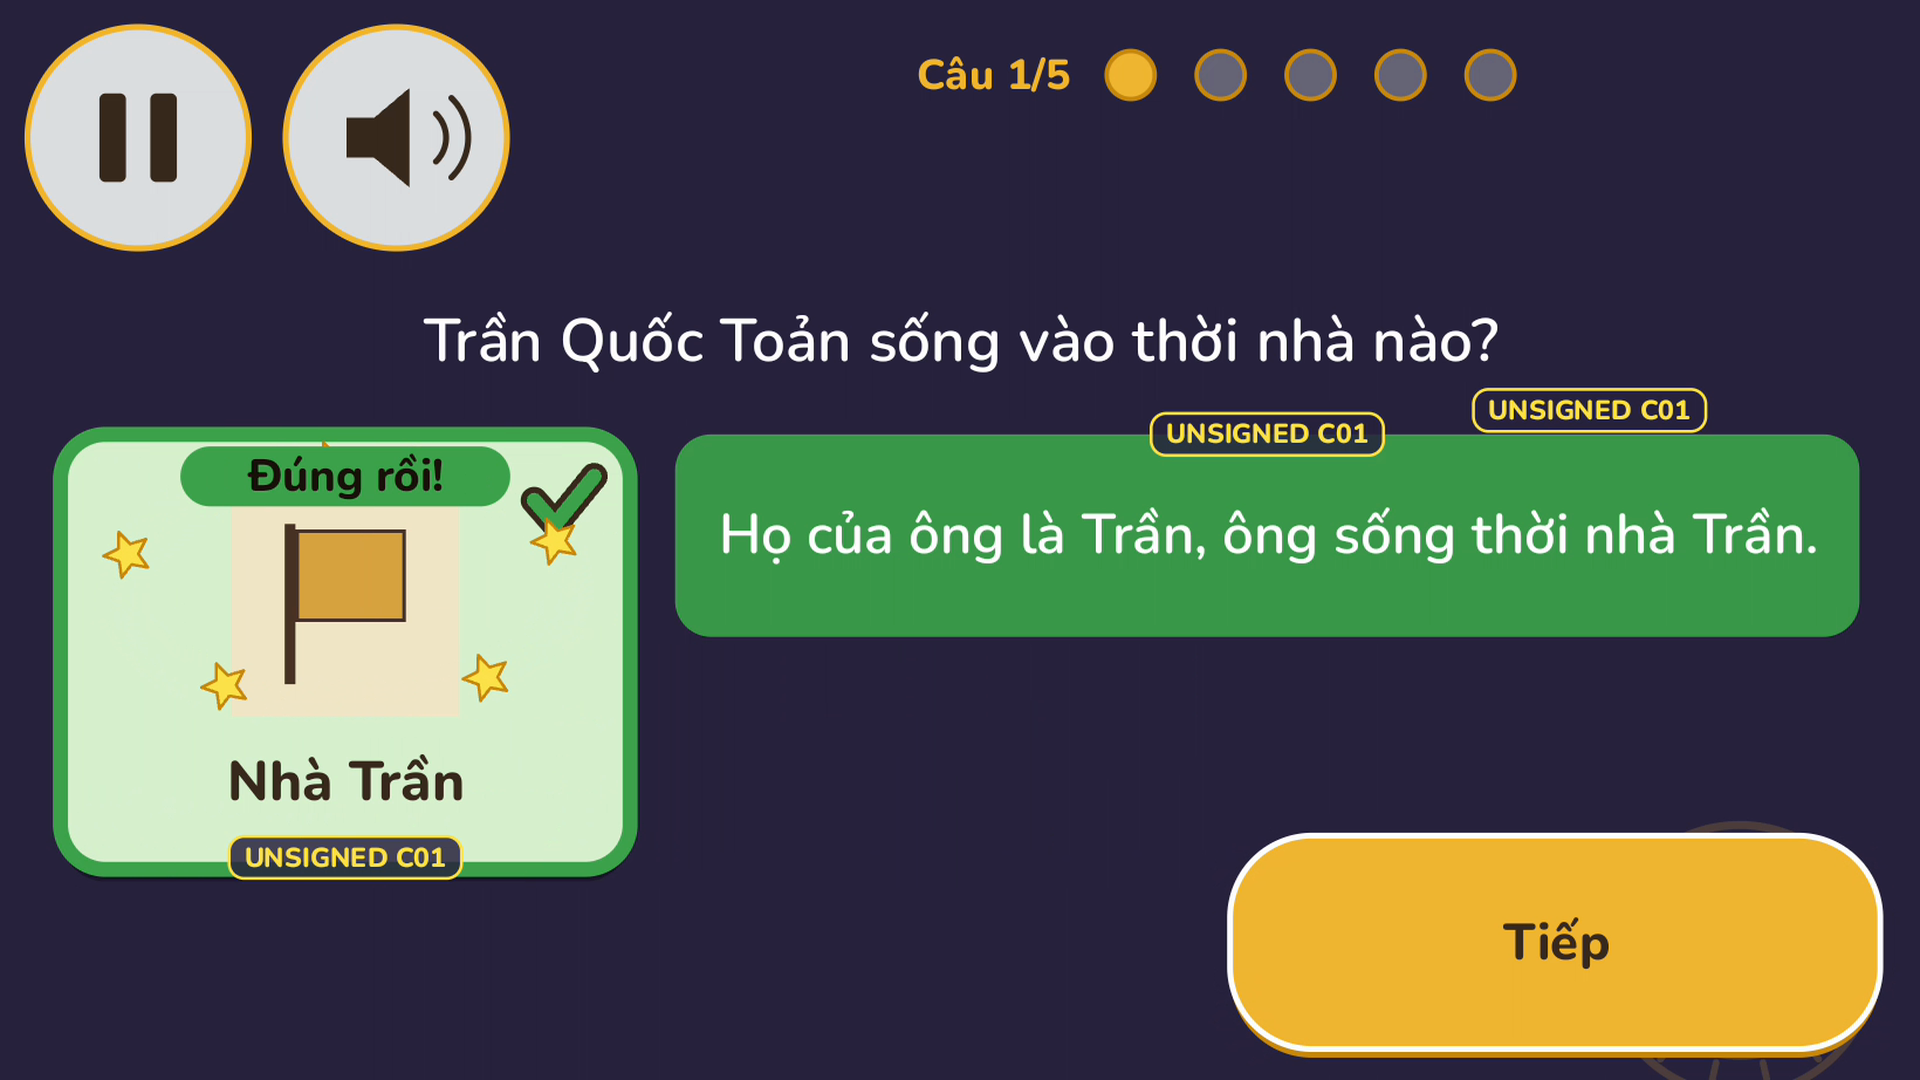 Câu 1/5
Trần Quốc Toản sống vào thời nhà nào?
UNSIGNED C01
UNSIGNED C01
Đúng rồi!
Họ của ông là Trần, ông sống thời nhà Trần.
Nhà Trần
UNSIGNED C01
Tiếp